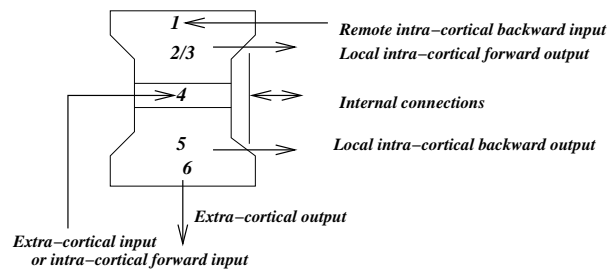 1
Remote intra−cortical backward input
2/3
Local intra−cortical forward output
4
Internal connections
5
Local intra−cortical backward output
6
Extra−cortical output
Extra−cortical input
or intra−cortical forward input